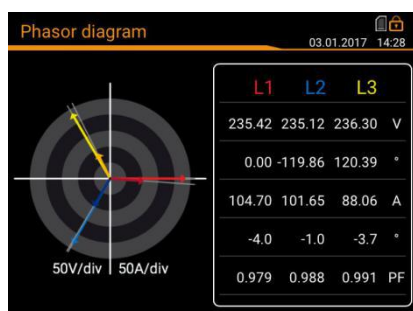 Phasor diagram
03.01.2017 14:28
L1 L2 L3
235.42 235.12 236.30 V
0.00 -119.86 120.39 °
104.70 101.65 88.06 A
-4.0 -1.0 -3.7 °
0.979 0.988 0.991 PF
50V/div 50A/div